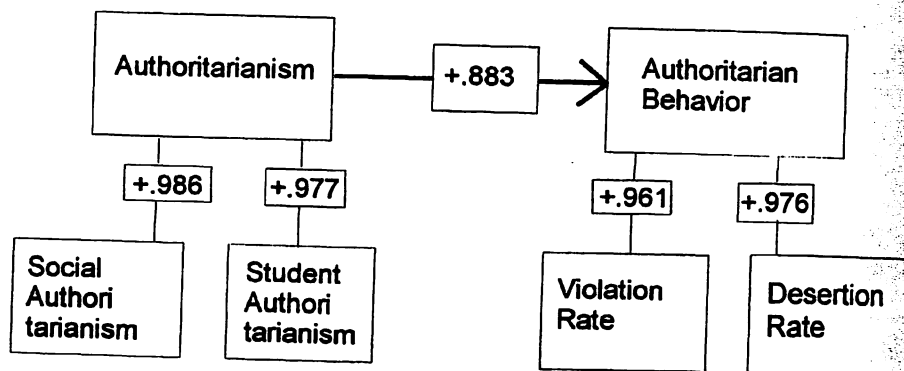 Authoritarianism
+.883
Authoritarian
Behavior
+.986
+.977
+.961
+.976
Social
Authori
tarianism
Student
Authori
tarianism
Violation
Rate
Desertion
Rate